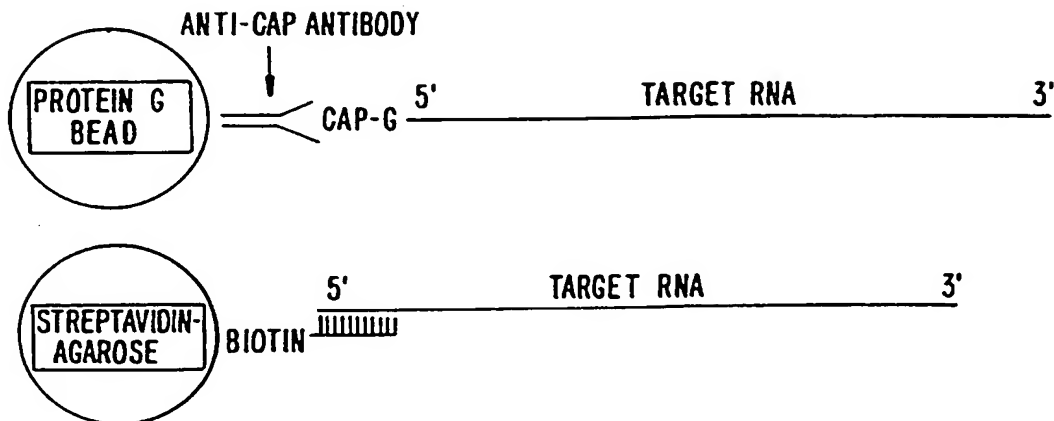 ANTI-CAP ANTIBODY
PROTEIN G
BEAD
CAP-G
5'
TARGET RNA
3'
5'
TARGET RNA
3'
STREPTAVIDIN-
AGAROSE
BIOTIN